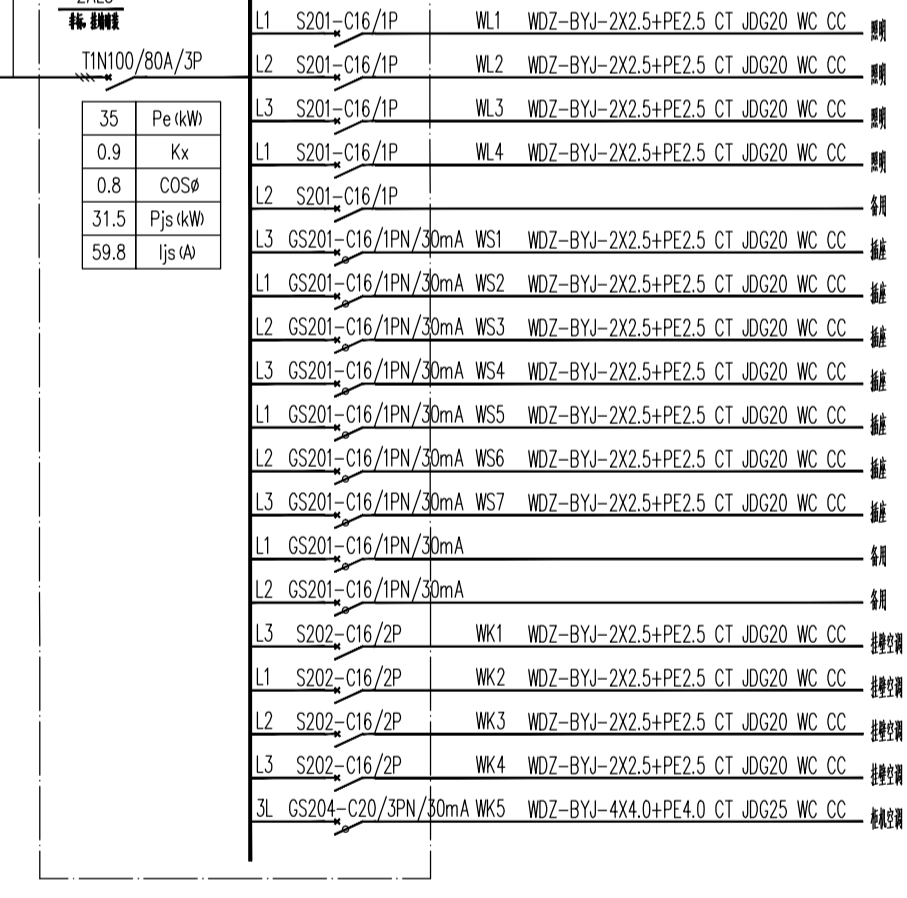 非标 挂墙暗装
T1N100/80A/3P
35 Pe(kW)
0.9 Kx
0.8 COSø
31.5 Pjs(kW)
59.8 Ijs(A)
L1 S201-C16/1P WL1 WDZ-BYJ-2X2.5+PE2.5 CT JDG20 WC CC 照明
L2 S201-C16/1P WL2 WDZ-BYJ-2X2.5+PE2.5 CT JDG20 WC CC 照明
L3 S201-C16/1P WL3 WDZ-BYJ-2X2.5+PE2.5 CT JDG20 WC CC 照明
L1 S201-C16/1P WL4 WDZ-BYJ-2X2.5+PE2.5 CT JDG20 WC CC 照明
L2 S201-C16/1P 备用
L3 GS201-C16/1PN/30mA WS1 WDZ-BYJ-2X2.5+PE2.5 CT JDG20 WC CC 插座
L1 GS201-C16/1PN/30mA WS2 WDZ-BYJ-2X2.5+PE2.5 CT JDG20 WC CC 插座
L2 GS201-C16/1PN/30mA WS3 WDZ-BYJ-2X2.5+PE2.5 CT JDG20 WC CC 插座
L3 GS201-C16/1PN/30mA WS4 WDZ-BYJ-2X2.5+PE2.5 CT JDG20 WC CC 插座
L1 GS201-C16/1PN/30mA WS5 WDZ-BYJ-2X2.5+PE2.5 CT JDG20 WC CC 插座
L2 GS201-C16/1PN/30mA WS6 WDZ-BYJ-2X2.5+PE2.5 CT JDG20 WC CC 插座
L3 GS201-C16/1PN/30mA WS7 WDZ-BYJ-2X2.5+PE2.5 CT JDG20 WC CC 插座
L1 GS201-C16/1PN/30mA 备用
L2 GS201-C16/1PN/30mA 备用
L3 S202-C16/2P WK1 WDZ-BYJ-2X2.5+PE2.5 CT JDG20 WC CC 挂壁空调
L1 S202-C16/2P WK2 WDZ-BYJ-2X2.5+PE2.5 CT JDG20 WC CC 挂壁空调
L2 S202-C16/2P WK3 WDZ-BYJ-2X2.5+PE2.5 CT JDG20 WC CC 挂壁空调
L3 S202-C16/2P WK4 WDZ-BYJ-2X2.5+PE2.5 CT JDG20 WC CC 挂壁空调
3L GS204-C20/3PN/30mA WK5 WDZ-BYJ-4X4.0+PE4.0 CT JDG25 WC CC 柜机空调